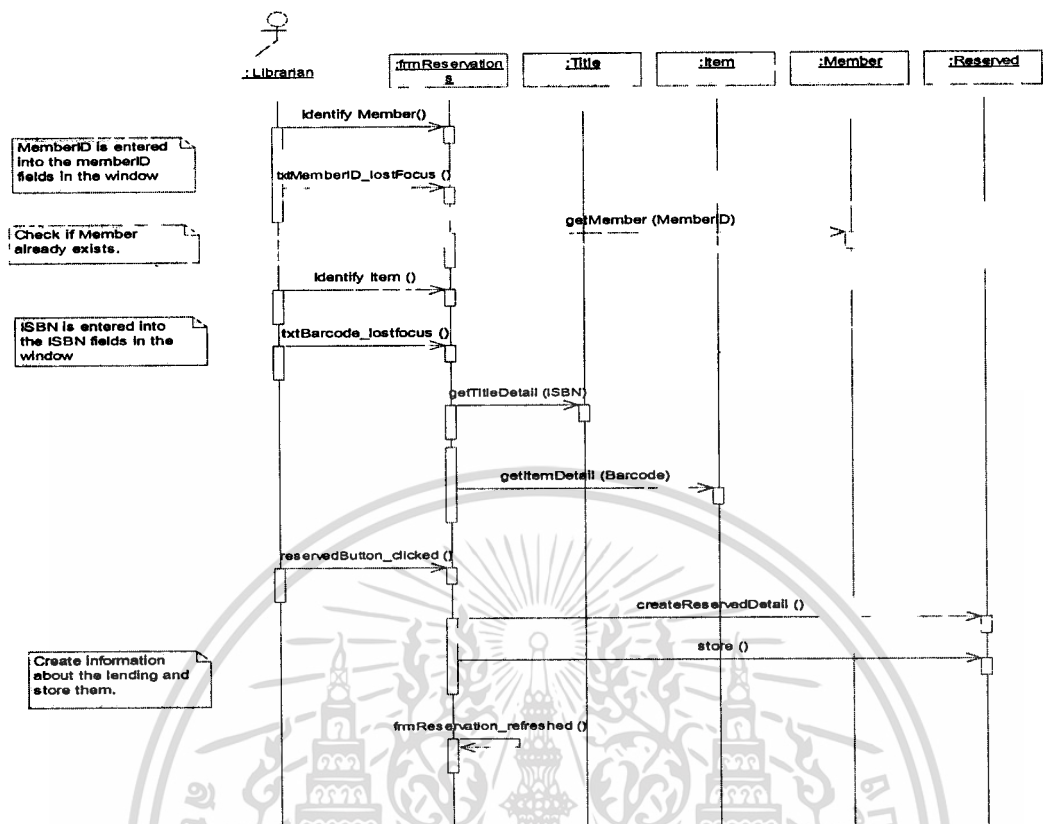 : Librarian
:frmReservation
s
:Title
:Item
:Member
:Reserved
Identify Member()
MemberID is entered
into the memberID
fields in the window
txtMemberID_lostFocus ()
getMember (MemberID)
Check if Member
already exists.
Identify Item ()
ISBN is entered into
the ISBN fields in the
window
txtBarcode_lostfocus ()
getTitleDetail (ISBN)
getItemDetail (Barcode)
reservedButton_clicked ()
createReservedDetail ()
store ()
Create information
about the lending and
store them.
frmReservation_refreshed ()